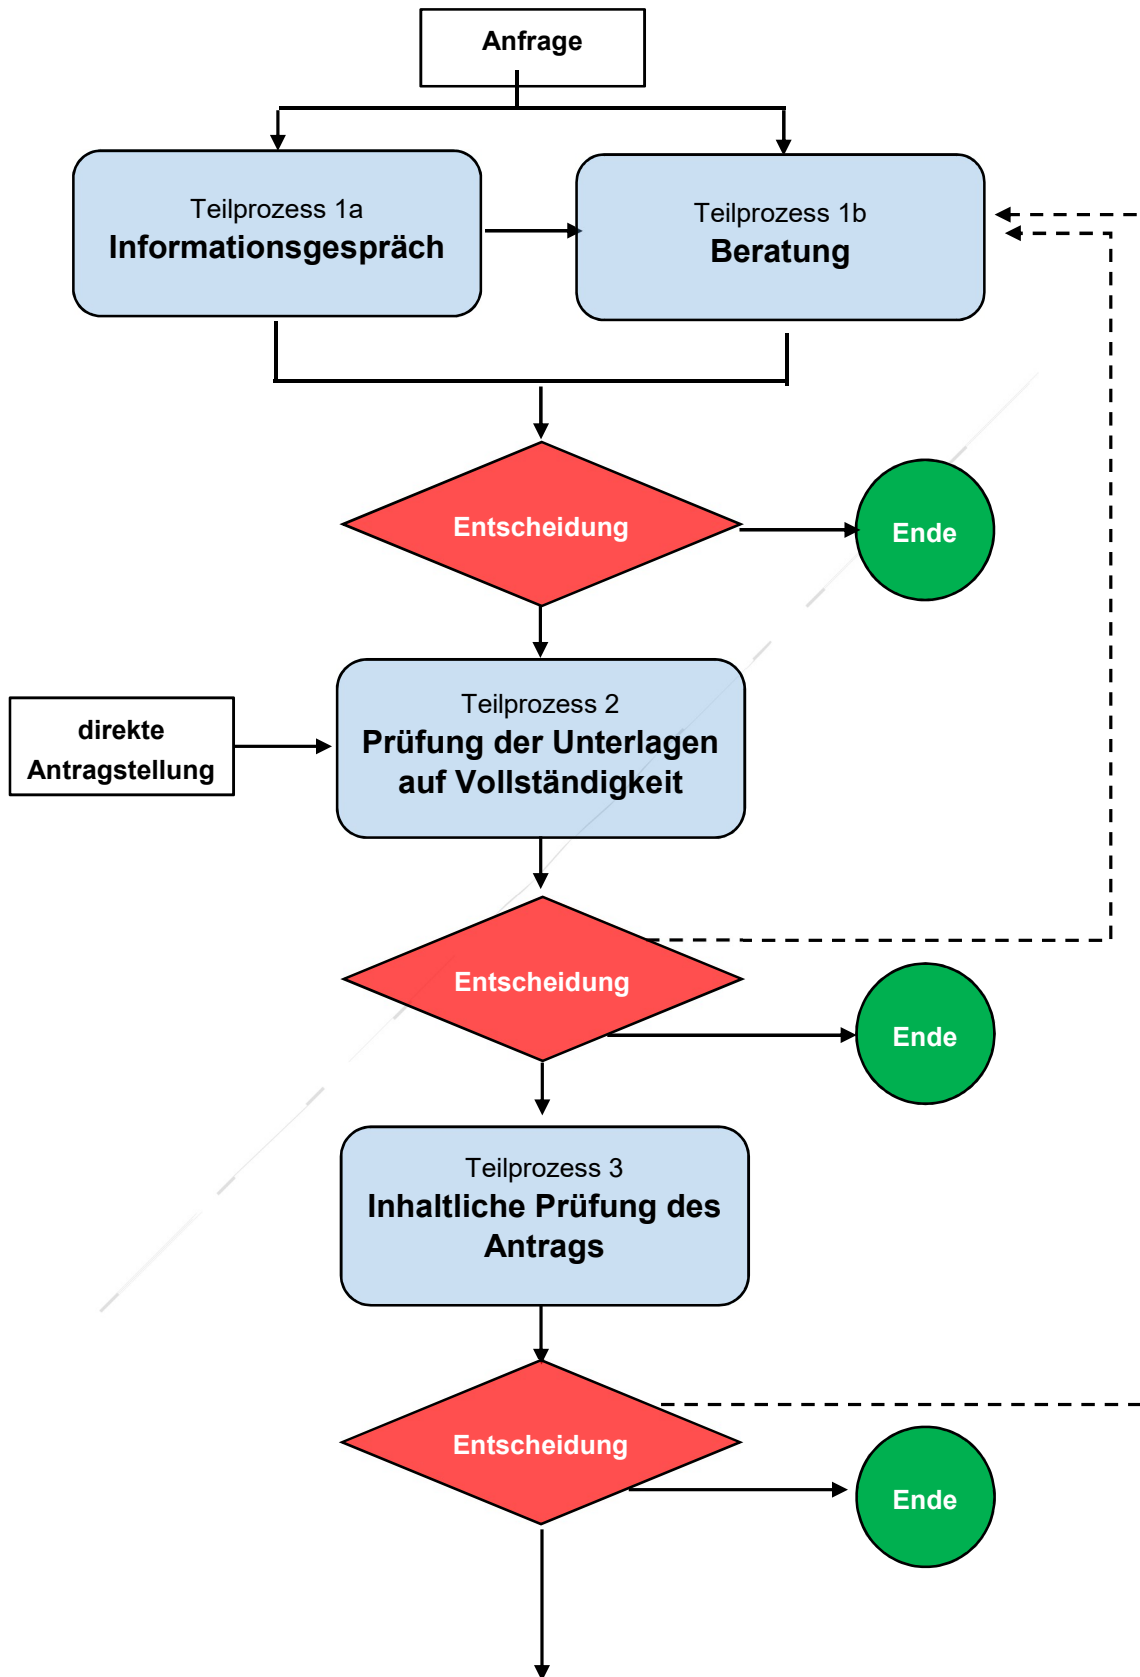 Anfrage
Teilprozess 1a
Informationsgespräch
Teilprozess 1b
Beratung
Entscheidung
Ende
Teilprozess 2
Prüfung der Unterlagen
auf Vollständigkeit
direkte
Antragstellung
Entscheidung
Ende
Teilprozess 3
Inhaltliche Prüfung des
Antrags
Entscheidung
Ende